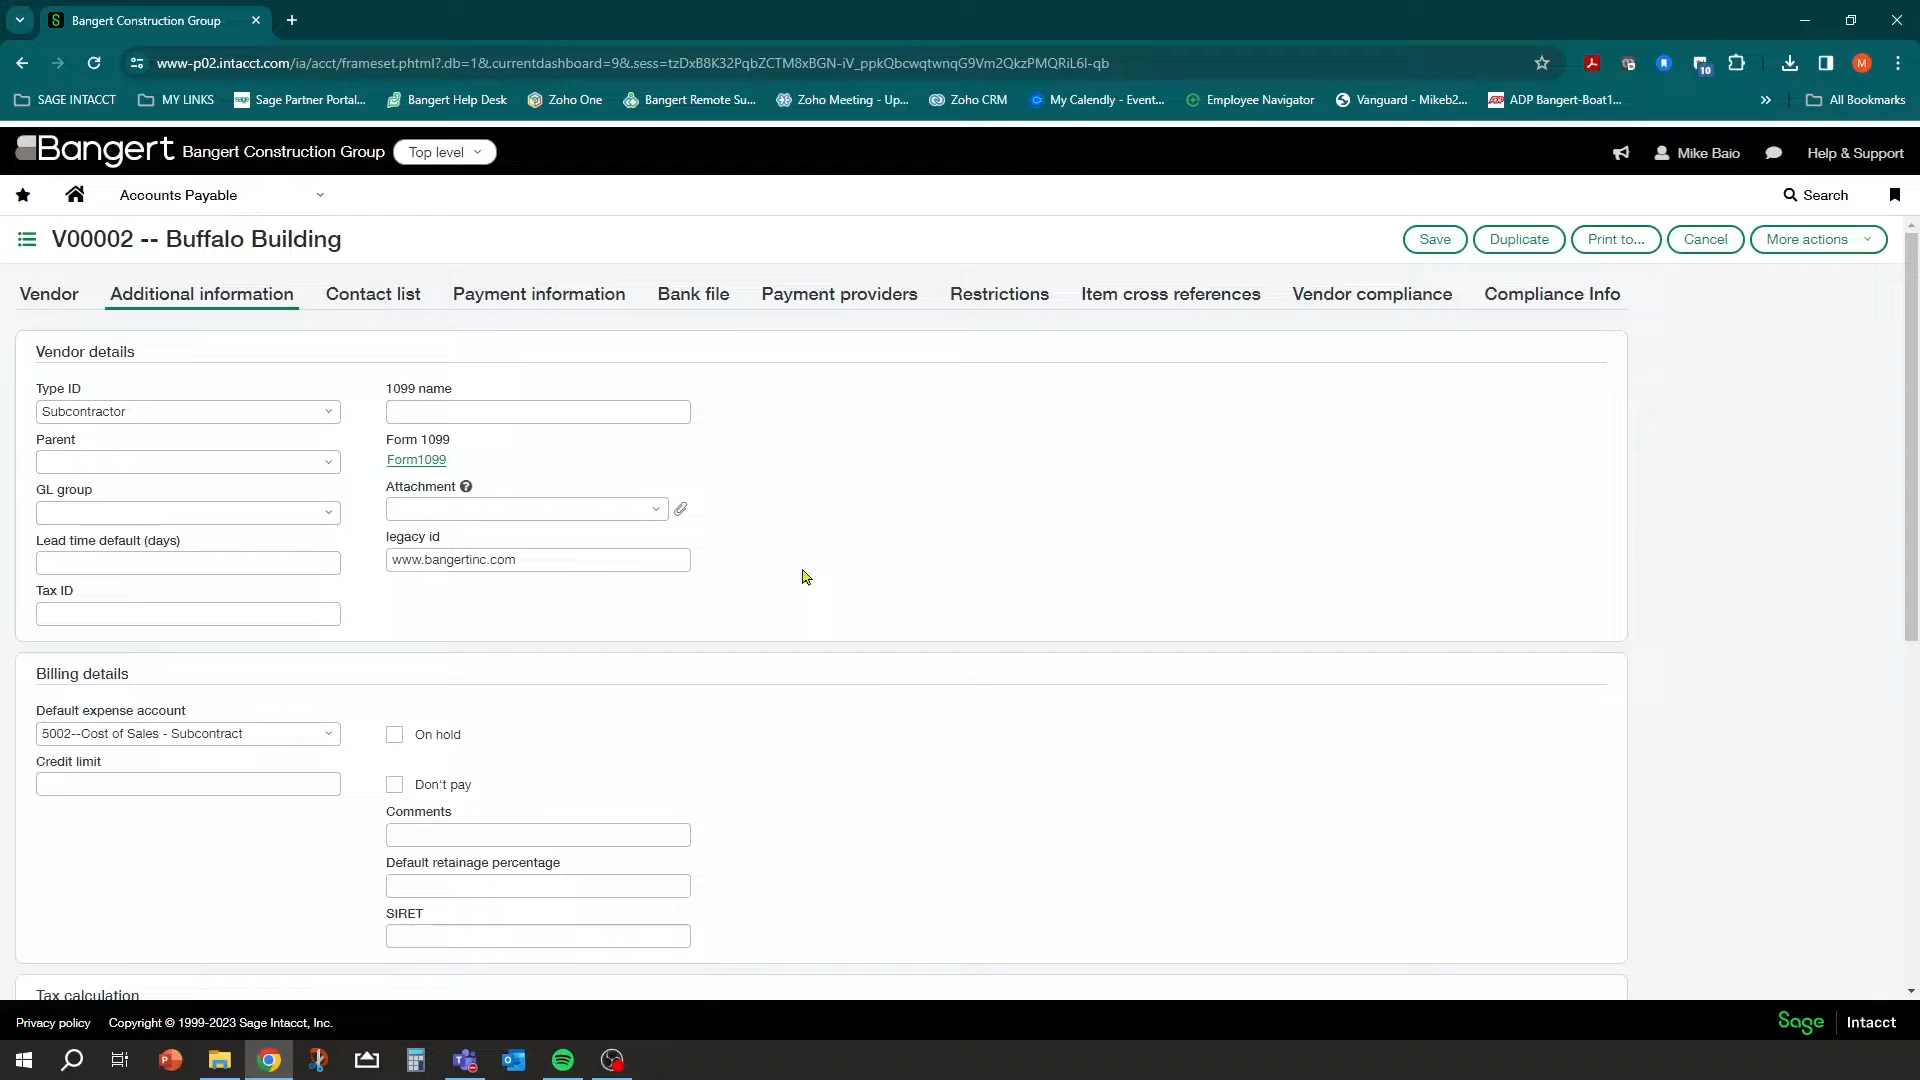 Bangert Construction Group
www-p02.intacct.com/ia/acct/frameset.phtml?.db=1&.currentdashboard=9&.sess=tzDxB8K32PqbZCTM8xBGN-iV_ppkQbcwqtwnqG9Vm2QkzPMQRiL6l-qb
10
M
SAGE INTACCT
MY LINKS
Sage Partner Portal...
Bangert Help Desk
Zoho One
Bangert Remote Su...
Zoho Meeting - Up...
Zoho CRM
My Calendly - Event...
Employee Navigator
Vanguard - Mikeb2...
ADP Bangert-Boat1...
All Bookmarks
Bangert
Bangert Construction Group
Top level
Mike Baio
Help & Support
Accounts Payable
Search
V00002 -- Buffalo Building
Save
Duplicate
Print to...
Cancel
More actions
Vendor
Additional information
Contact list
Payment information
Bank file
Payment providers
Restrictions
Item cross references
Vendor compliance
Compliance Info
Vendor details
Type ID
Subcontractor
Parent
GL group
Lead time default (days)
Tax ID
1099 name
Form 1099
Form1099
Attachment
legacy id
www.bangertinc.com
Billing details
Default expense account
5002--Cost of Sales - Subcontract
Credit limit
On hold
Don't pay
Comments
Default retainage percentage
SIRET
Tax calculation
Privacy policy
Copyright © 1999-2023 Sage Intacct, Inc.
Sage
Intacct